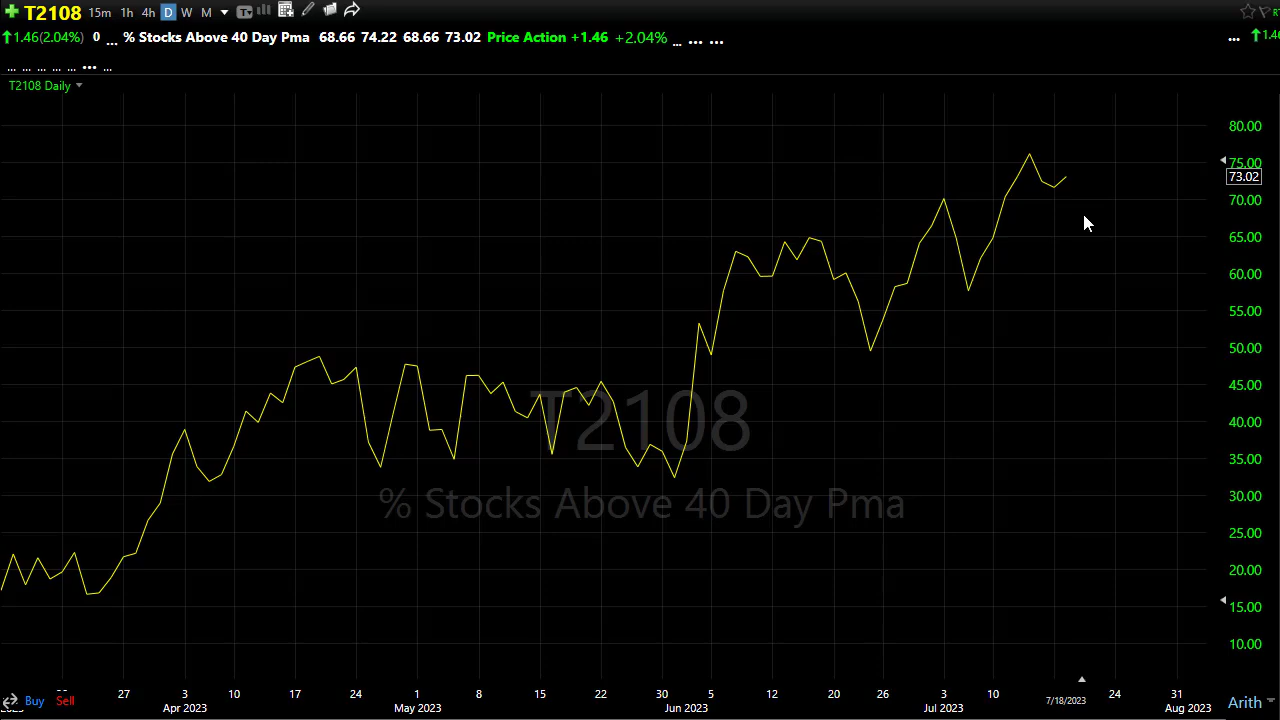 T2108 15m 1h 4h D W M
1.46(2.04%) 0 ... % Stocks Above 40 Day Pma 68.66 74.22 68.66 73.02 Price Action +1.46 +2.04% ... ... ... ... 1.46
... ... ... ... ... ... ...
T2108 Daily
80.00
75.00
73.02
70.00
65.00
60.00
55.00
50.00
45.00
40.00
35.00
30.00
25.00
20.00
15.00
10.00
T2108
% Stocks Above 40 Day Pma
Buy Sell
27 3 10 17 24 1 8 15 22 30 5 12 20 26 3 10 7/18/2023 24 31
Apr 2023 May 2023 Jun 2023 Jul 2023 Aug 2023
Arith